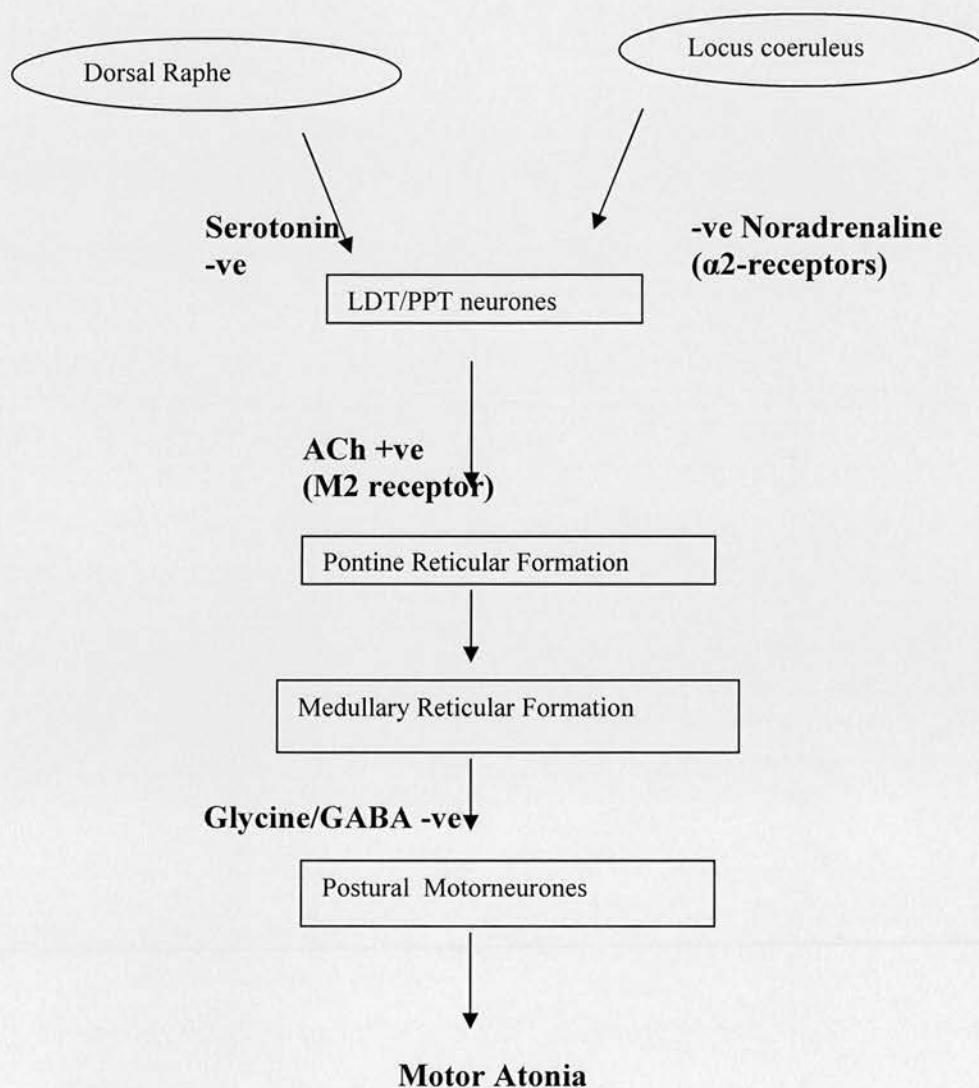 Dorsal Raphe
Locus coeruleus
Serotonin
-ve
-ve Noradrenaline
(α2-receptors)
LDT/PPT neurones
ACh +ve
(M2 receptor)
Pontine Reticular Formation
Medullary Reticular Formation
Glycine/GABA -ve
Postural Motorneurones
Motor Atonia